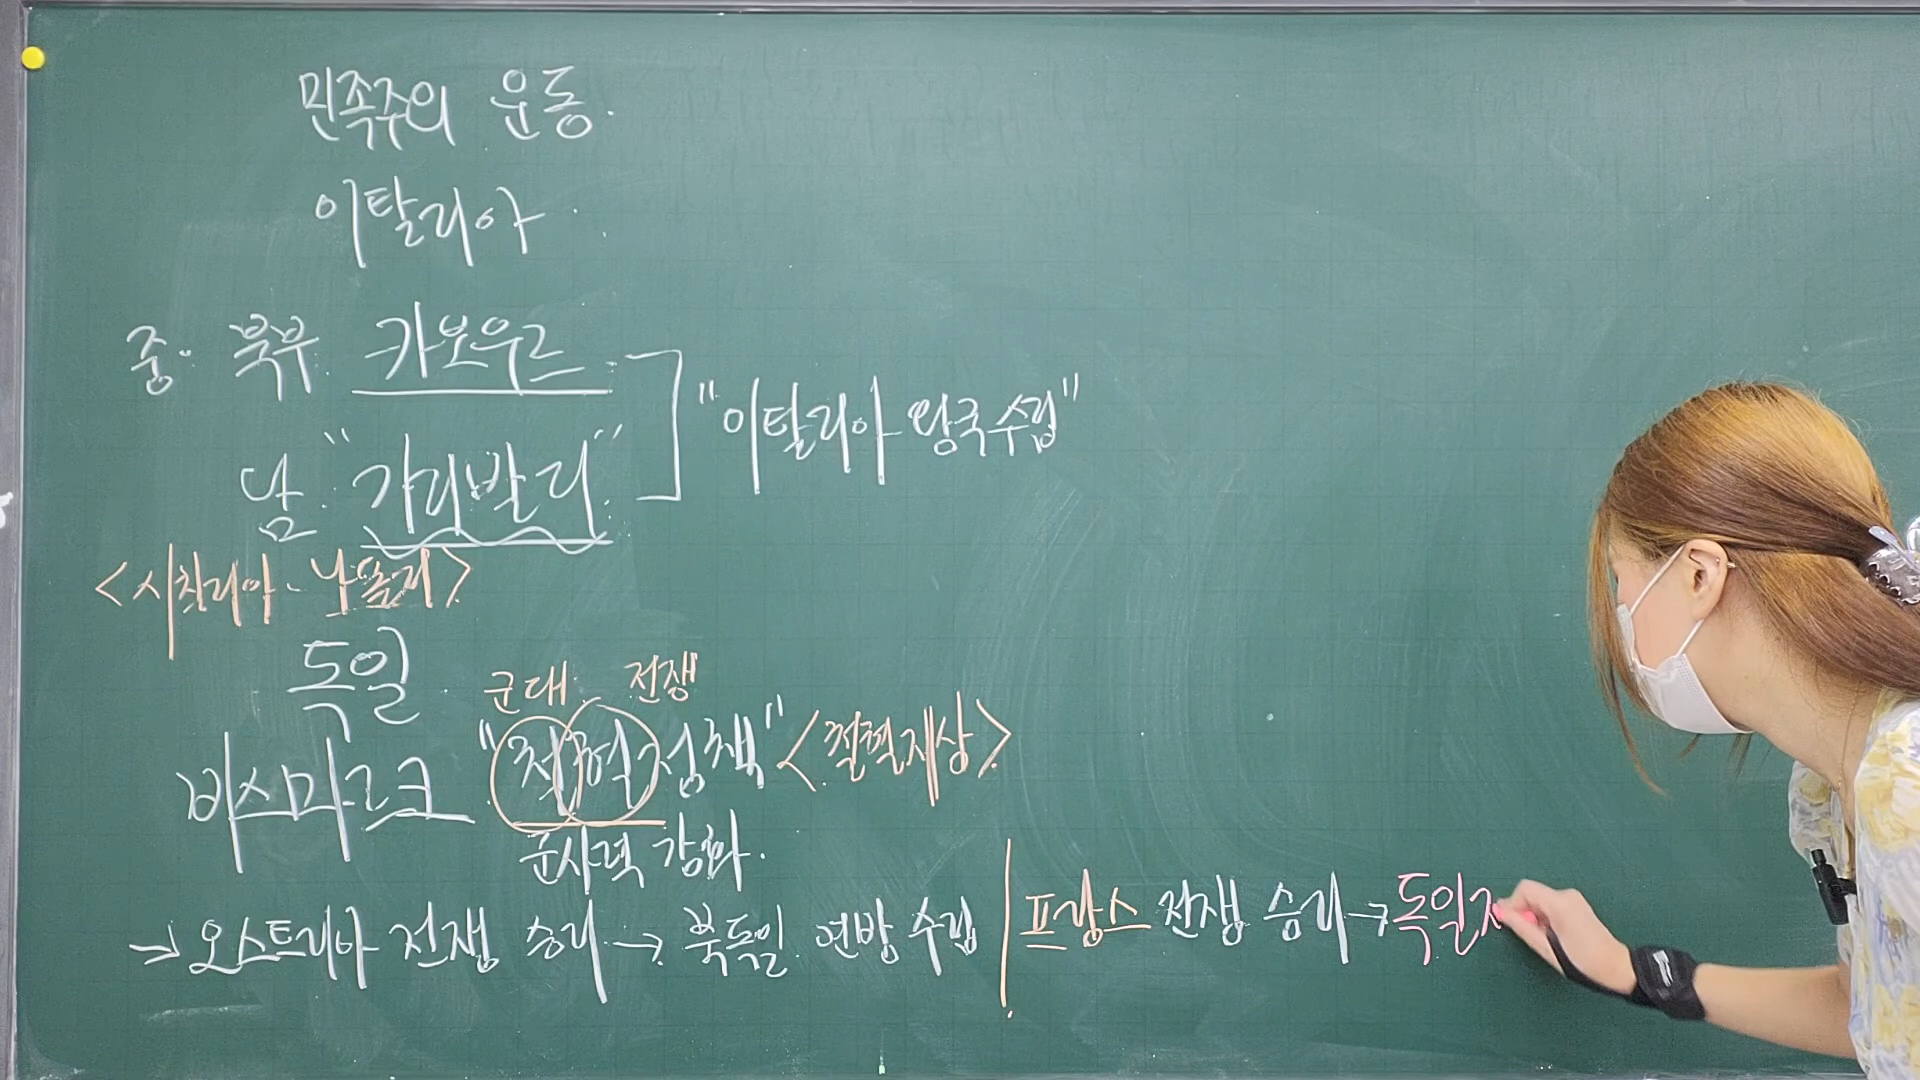 민족주의 운동.
이탈리아.
중·북부 카보우르
"이탈리아 왕국 수립"
남. "가리발디"
<시칠리아·나폴리>
독일.
군대 전쟁
비스마르크 "철혈정책" <철혈재상>
군사력 강화.
→오스트리아 전쟁 승리→북독일 연방 수립 | 프랑스 전쟁 승리→독일ㅈ